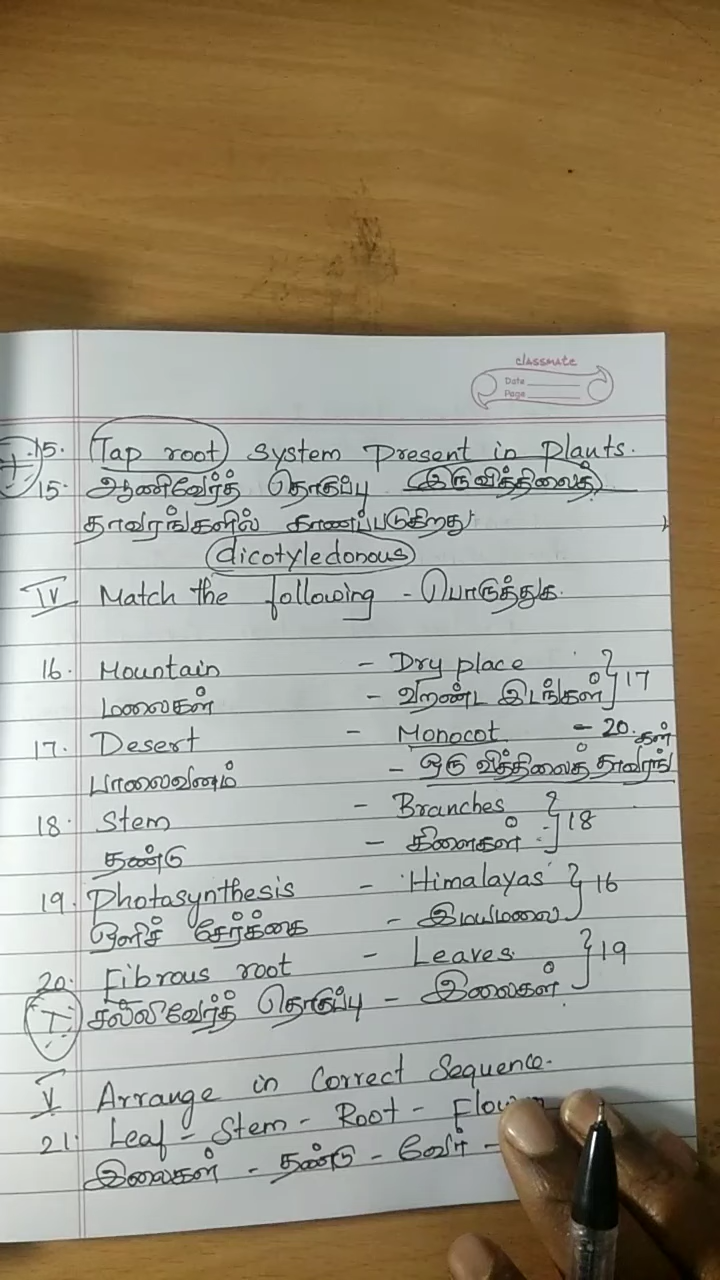 classmate
Date
Page
15. Tap root system present in plants.
15. ஆணிவேர்த் தொகுப்பு இருவித்திலைத்
தாவரங்களில் காணப்படுகிறது
dicotyledonous
IV Match the following - பொருத்துக.
16. Mountain - Dry place
மலைகள் - வறண்ட இடங்கள் } 17
17. Desert - Monocot - 20.
பாலைவனம் - ஒரு வித்திலைத் தாவரங்கள்
18. Stem - Branches
தண்டு - கிளைகள் } 18
19. Photasynthesis - Himalayas } 16
ஒளிச் சேர்க்கை - இமயமலை
20. Fibrous root - Leaves. } 19
சல்லிவேர்த் தொகுப்பு - இலைகள்
V Arrange in Correct Sequence.
21. Leaf - Stem - Root -
இலைகள் - தண்டு - வேர் -